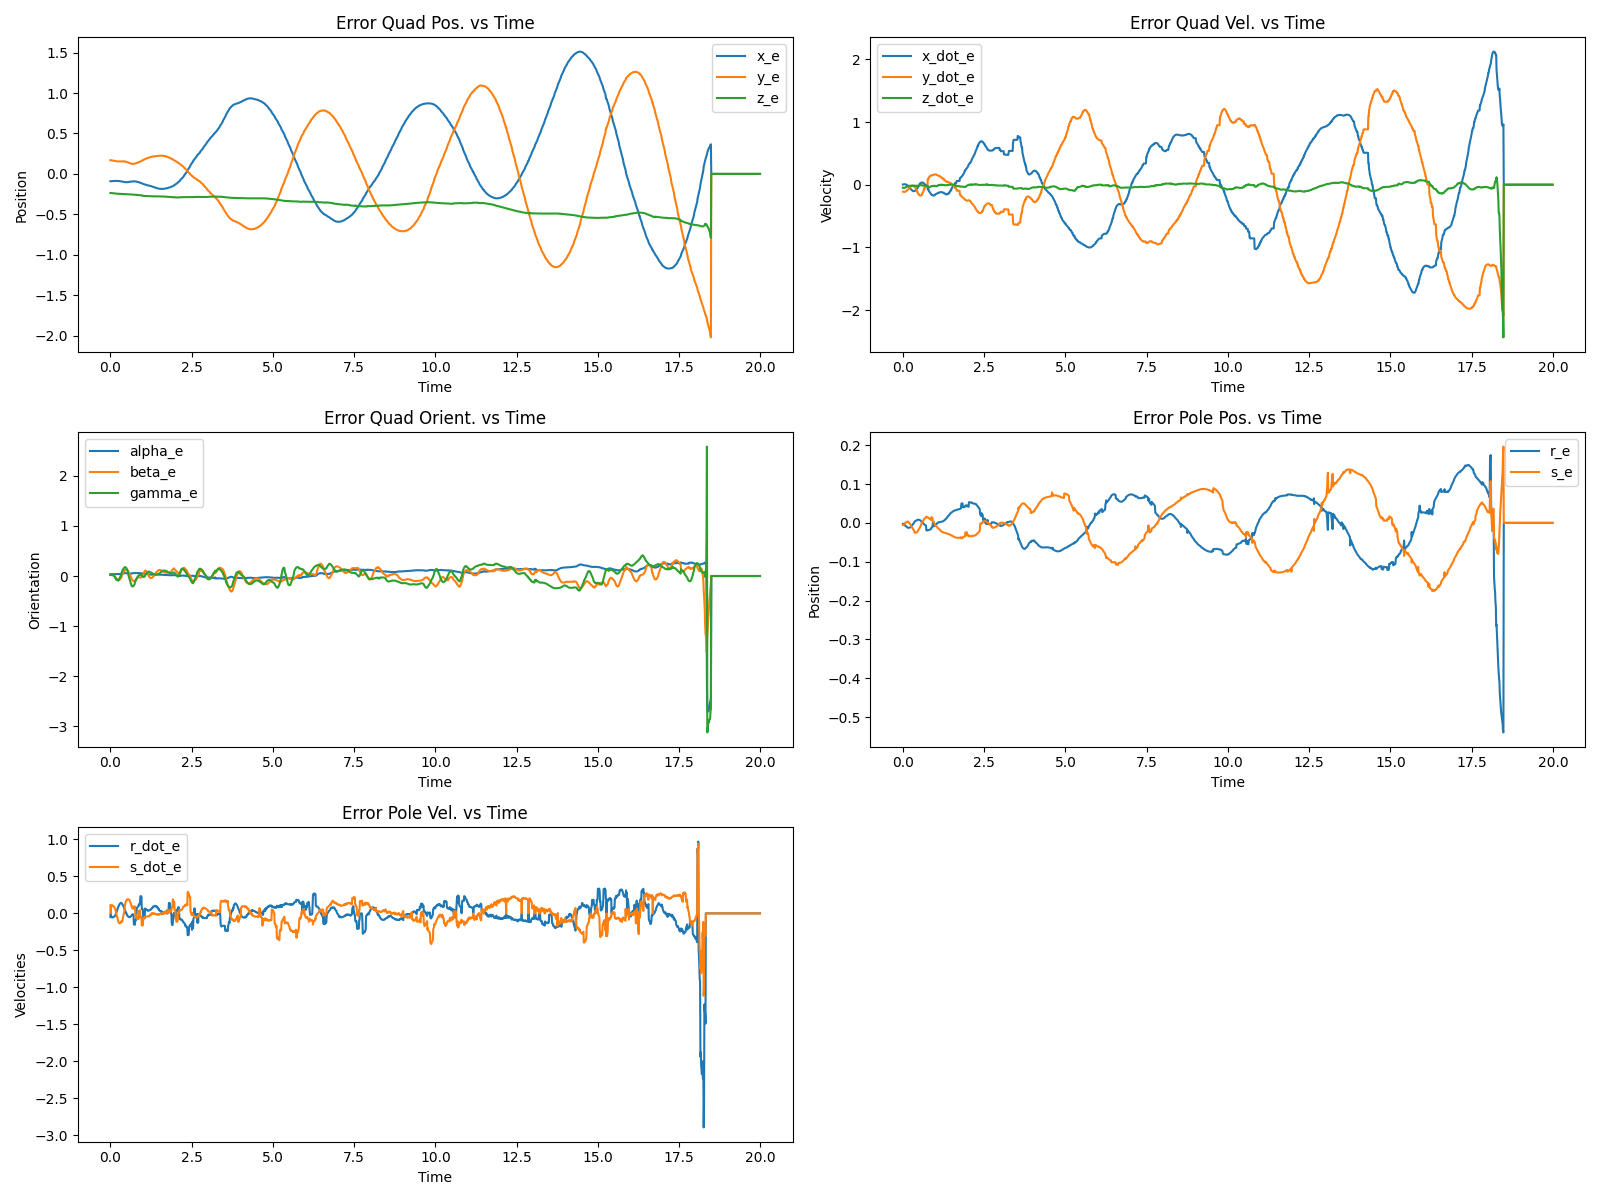 Error Quad Pos. vs Time
Position
1.5
1.0
0.5
0.0
−0.5
−1.0
−1.5
−2.0
x_e
y_e
z_e
0.0 2.5 5.0 7.5 10.0 12.5 15.0 17.5 20.0
Time
Error Quad Vel. vs Time
Velocity
2
1
0
−1
−2
x_dot_e
y_dot_e
z_dot_e
0.0 2.5 5.0 7.5 10.0 12.5 15.0 17.5 20.0
Time
Error Quad Orient. vs Time
Orientation
2
1
0
−1
−2
−3
alpha_e
beta_e
gamma_e
0.0 2.5 5.0 7.5 10.0 12.5 15.0 17.5 20.0
Time
Error Pole Pos. vs Time
Position
0.2
0.1
0.0
−0.1
−0.2
−0.3
−0.4
−0.5
r_e
s_e
0.0 2.5 5.0 7.5 10.0 12.5 15.0 17.5 20.0
Time
Error Pole Vel. vs Time
Velocities
1.0
0.5
0.0
−0.5
−1.0
−1.5
−2.0
−2.5
−3.0
r_dot_e
s_dot_e
0.0 2.5 5.0 7.5 10.0 12.5 15.0 17.5 20.0
Time